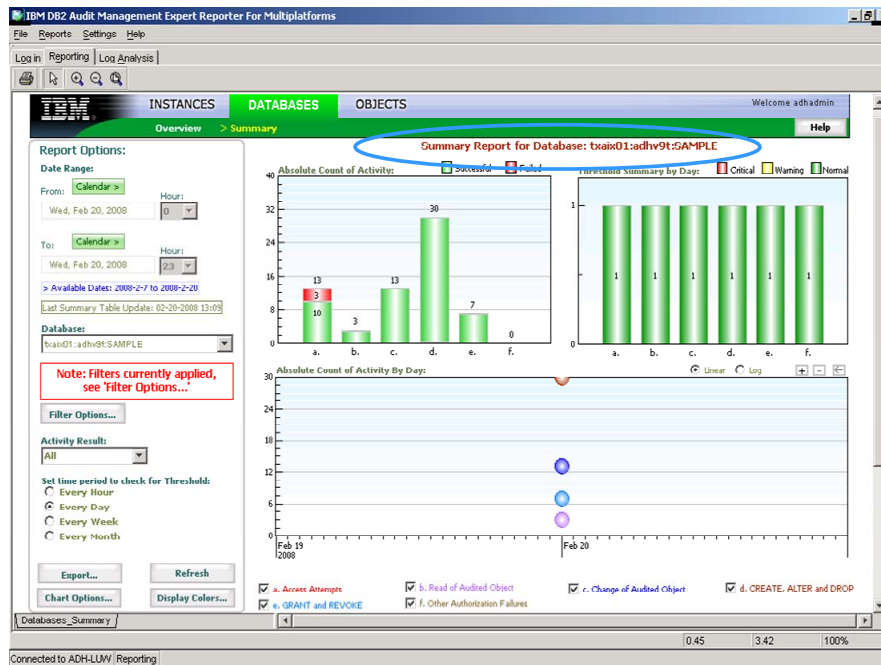 IBM DB2 Audit Management Expert Reporter For Multiplatforms
File Reports Settings Help
Log in Reporting Log Analysis
IBM INSTANCES DATABASES OBJECTS Welcome adhadmin
Overview > Summary Help
Report Options:
Date Range:
From: Calendar >
Hour:
Wed, Feb 20, 2008 0
To: Calendar >
Hour:
Wed, Feb 20, 2008 23
> Available Dates: 2008-2-7 to 2008-2-20
Last Summary Table Update: 02-20-2008 13:09
Database:
txaix01:adhv9t:SAMPLE
Note: Filters currently applied,
see 'Filter Options...'
Filter Options...
Activity Result:
All
Set time period to check for Threshold:
Every Hour
Every Day
Every Week
Every Month
Export... Refresh
Chart Options... Display Colors...
Summary Report for Database: txaix01:adhv9t:SAMPLE
Absolute Count of Activity: Successful Failed
40
32
24
16
8
0
13
3
10
3
13
30
7
0
a. b. c. d. e. f.
Threshold Summary by Day: Critical Warning Normal
1
0
1 1 1 1 1 1
a. b. c. d. e. f.
Absolute Count of Activity By Day: Linear Log + -
30
24
18
12
6
0
Feb 19 Feb 20
2008
a. Access Attempts b. Read of Audited Object c. Change of Audited Object d. CREATE, ALTER and DROP
e. GRANT and REVOKE f. Other Authorization Failures
Databases_Summary
0.45 3.42 100%
Connected to ADH-LUW Reporting